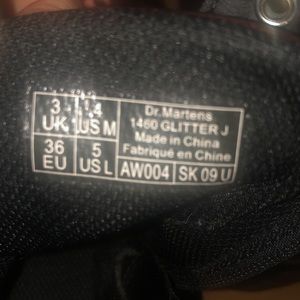 3 UK
4 US M
36 EU
5 US L
Dr.Martens
1460 GLITTER J
Made in China
Fabriqué en Chine
AW004
SK 09 U